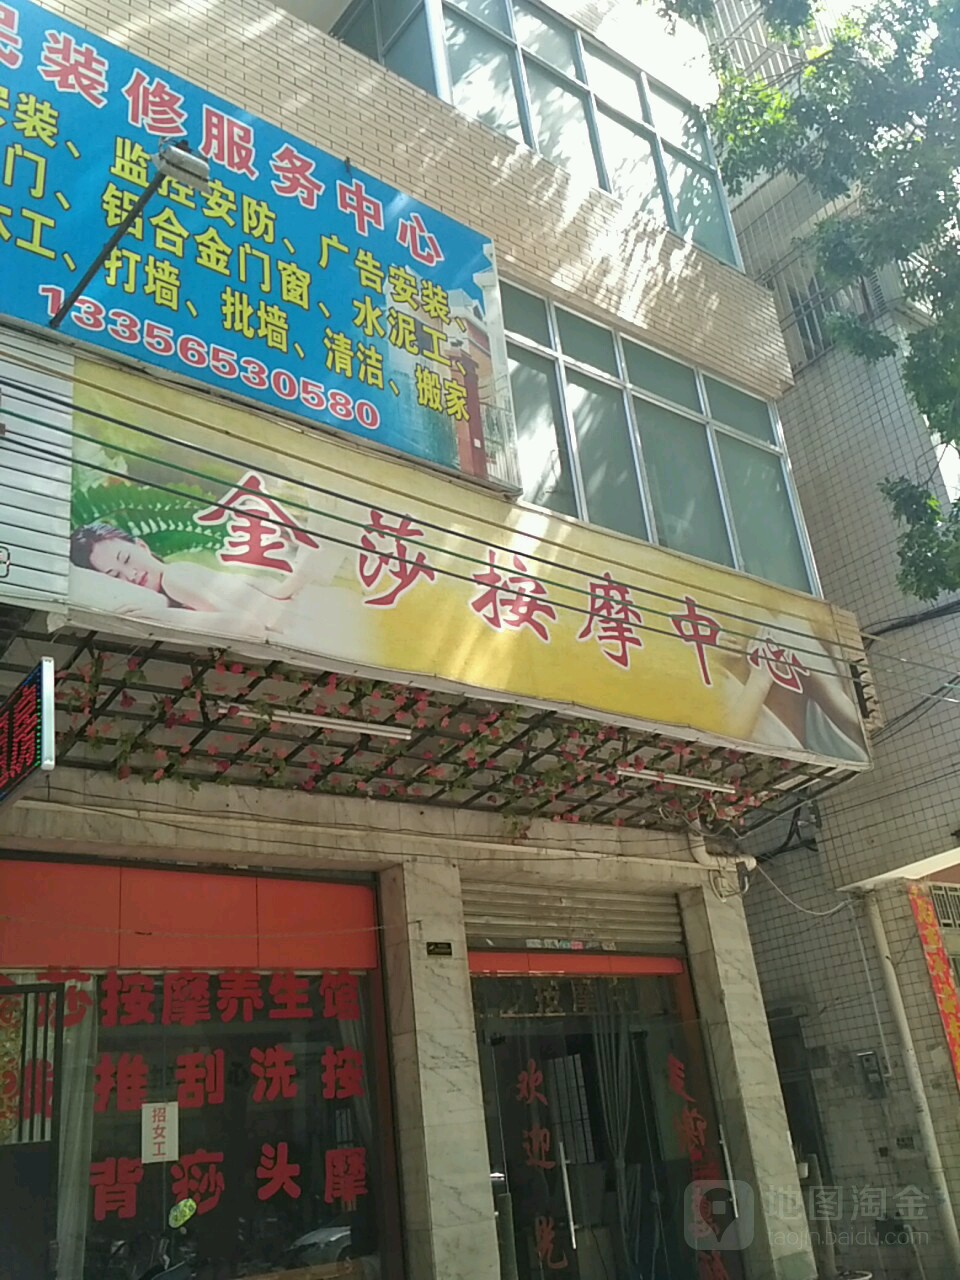 民装修服务中心
安装、监控安防、广告安装、
门、铝合金门窗、水泥工、
木工、打墙、批墙、清洁、搬家
13356530580
金莎按摩中心
莎按摩养生馆
推 刮 洗 按
背 痧 头 摩
招女工
欢迎光
地图淘金
taojin.baidu.com